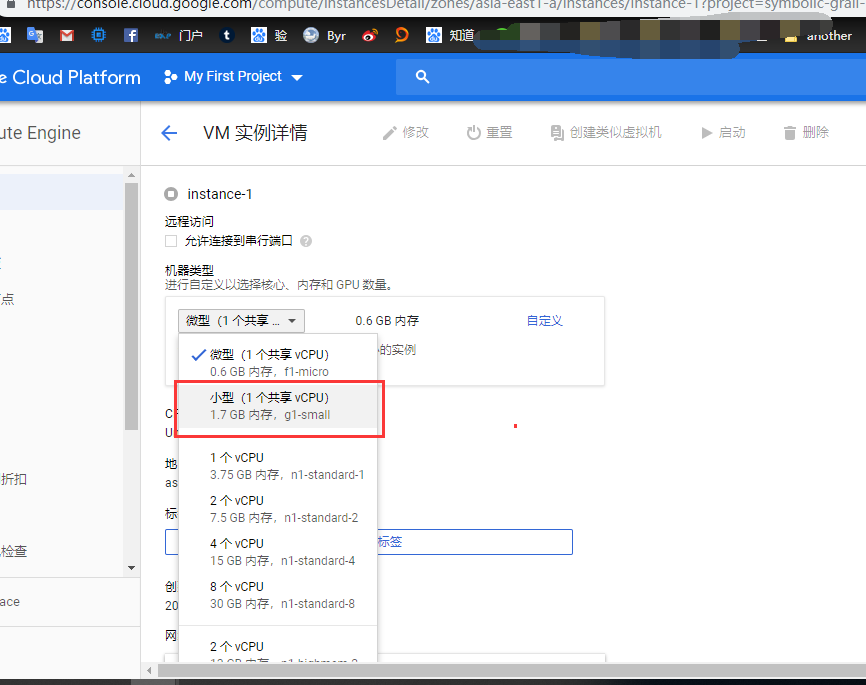 https://console.cloud.google.com/compute/instancesDetail/zones/asia-east1-a/instances/instance-1?project=symbolic-grail-
门户 验 Byr 知道 another
e Cloud Platform My First Project
ute Engine VM 实例详情 修改 重置 创建类似虚拟机 启动 删除
instance-1
远程访问
允许连接到串行端口
机器类型
进行自定义以选择核心、内存和 GPU 数量。
点
微型（1 个共享 ... 0.6 GB 内存 自定义
的实例
微型（1 个共享 vCPU）
0.6 GB 内存，f1-micro
小型（1 个共享 vCPU）
1.7 GB 内存，g1-small
1 个 vCPU
地
3.75 GB 内存，n1-standard-1
折扣
as
2 个 vCPU
标
7.5 GB 内存，n1-standard-2
4 个 vCPU
标签
检查
15 GB 内存，n1-standard-4
8 个 vCPU
创
30 GB 内存，n1-standard-8
ace
20
网
2 个 vCPU